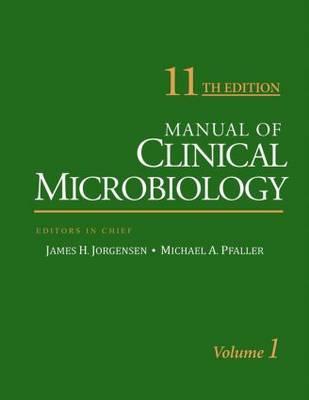 11TH EDITION
MANUAL OF
CLINICAL
MICROBIOLOGY
EDITORS IN CHIEF
JAMES H. JORGENSEN • MICHAEL A. PFALLER
Volume 1